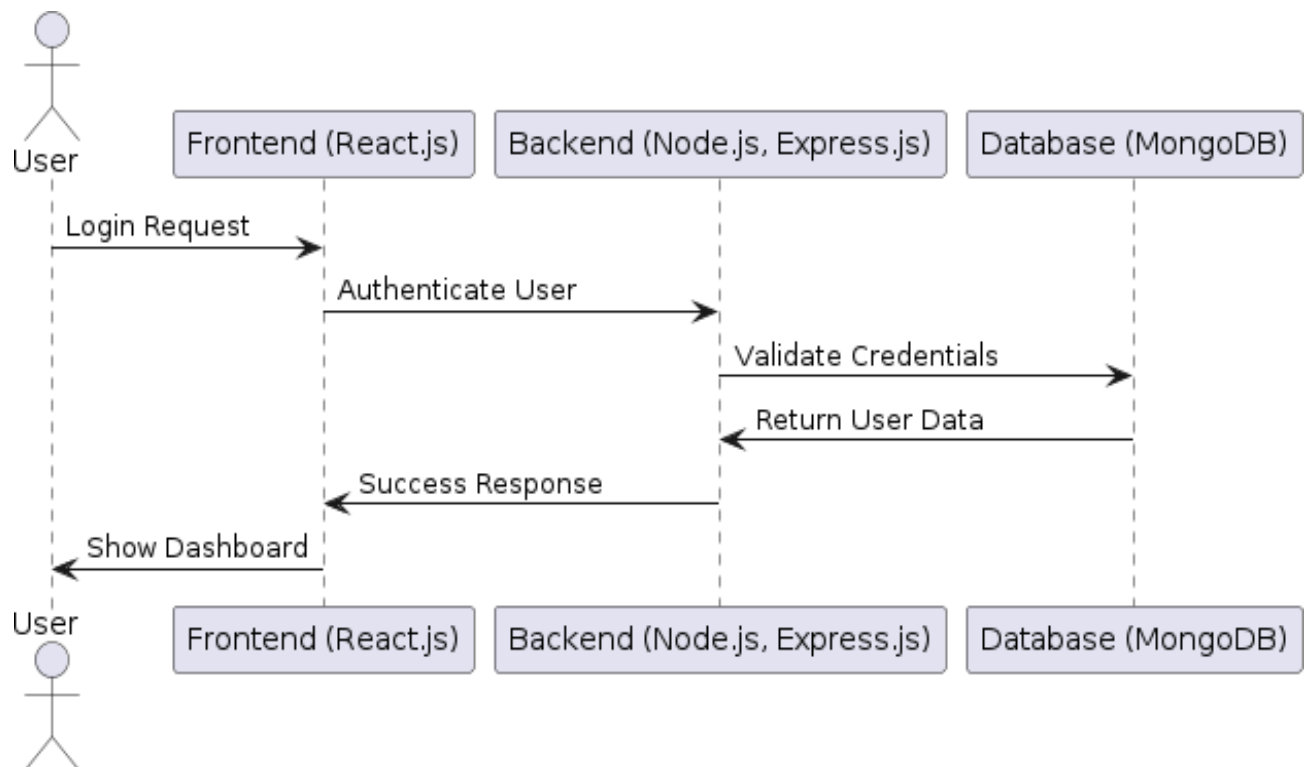 User
Frontend (React.js)
Backend (Node.js, Express.js)
Database (MongoDB)
Login Request
Authenticate User
Validate Credentials
Return User Data
Success Response
Show Dashboard
User
Frontend (React.js)
Backend (Node.js, Express.js)
Database (MongoDB)